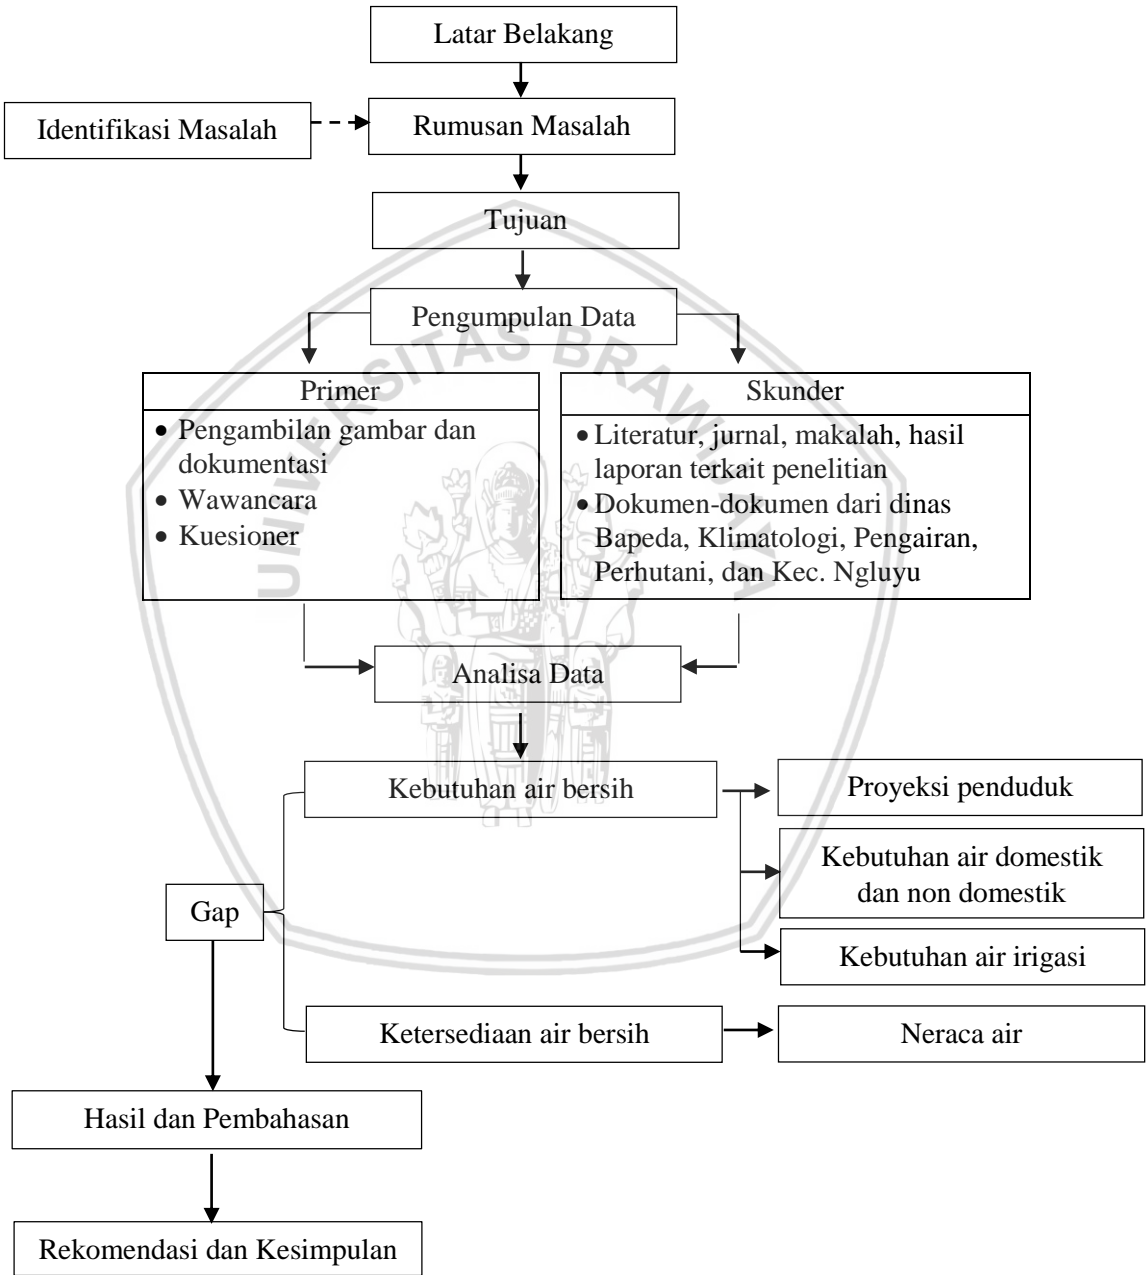 Latar Belakang
Identifikasi Masalah
Rumusan Masalah
Tujuan
Pengumpulan Data
UNIVERSITAS BRAWIJAYA
Primer
• Pengambilan gambar dan
dokumentasi
• Wawancara
• Kuesioner
Skunder
• Literatur, jurnal, makalah, hasil
laporan terkait penelitian
• Dokumen-dokumen dari dinas
Bapeda, Klimatologi, Pengairan,
Perhutani, dan Kec. Ngluyu
Analisa Data
Kebutuhan air bersih
Proyeksi penduduk
Kebutuhan air domestik
dan non domestik
Gap
Kebutuhan air irigasi
Ketersediaan air bersih
Neraca air
Hasil dan Pembahasan
Rekomendasi dan Kesimpulan